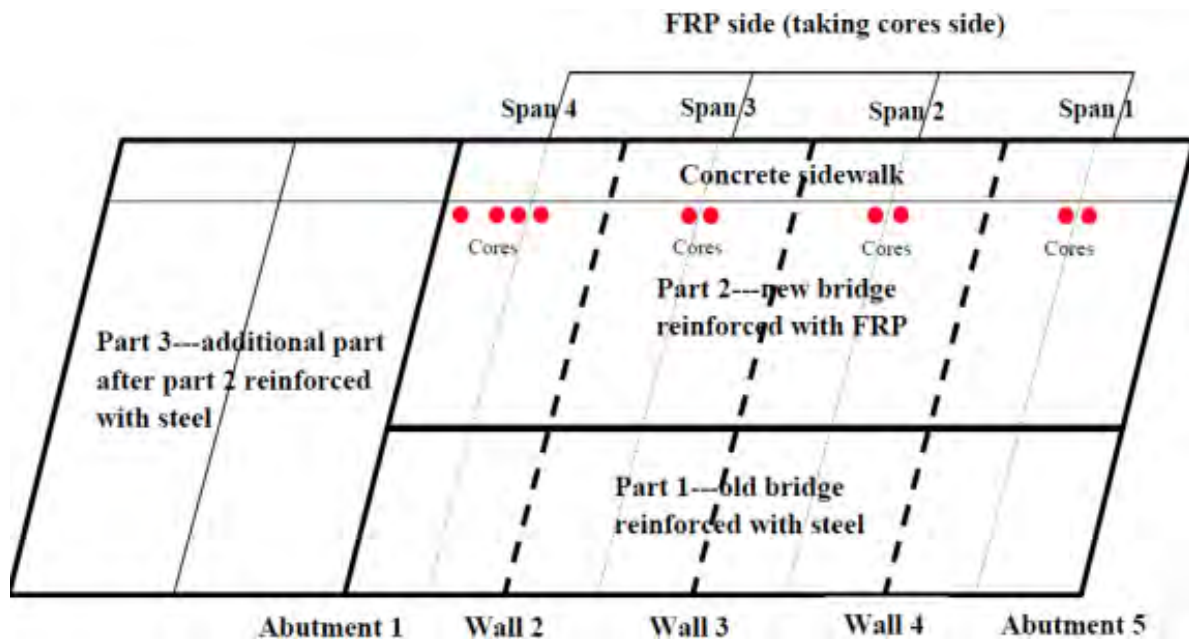 FRP side (taking cores side)
Span 4 Span 3 Span 2 Span 1
Concrete sidewalk
Cores Cores Cores Cores
Part 2---new bridge
reinforced with FRP
Part 3---additional part
after part 2 reinforced
with steel
Part 1---old bridge
reinforced with steel
Abutment 1 Wall 2 Wall 3 Wall 4 Abutment 5